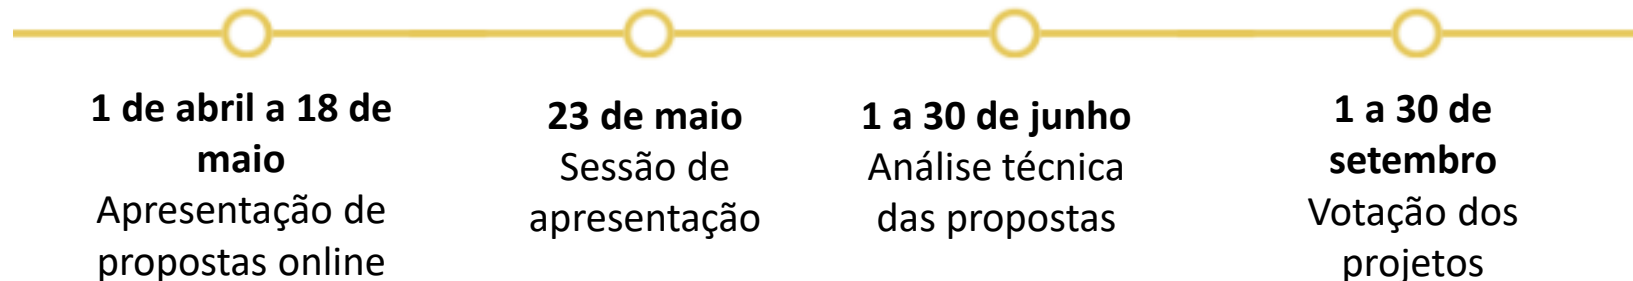 1 de abril a 18 de
maio
Apresentação de
propostas online
23 de maio
Sessão de
apresentação
1 a 30 de junho
Análise técnica
das propostas
1 a 30 de
setembro
Votação dos
projetos